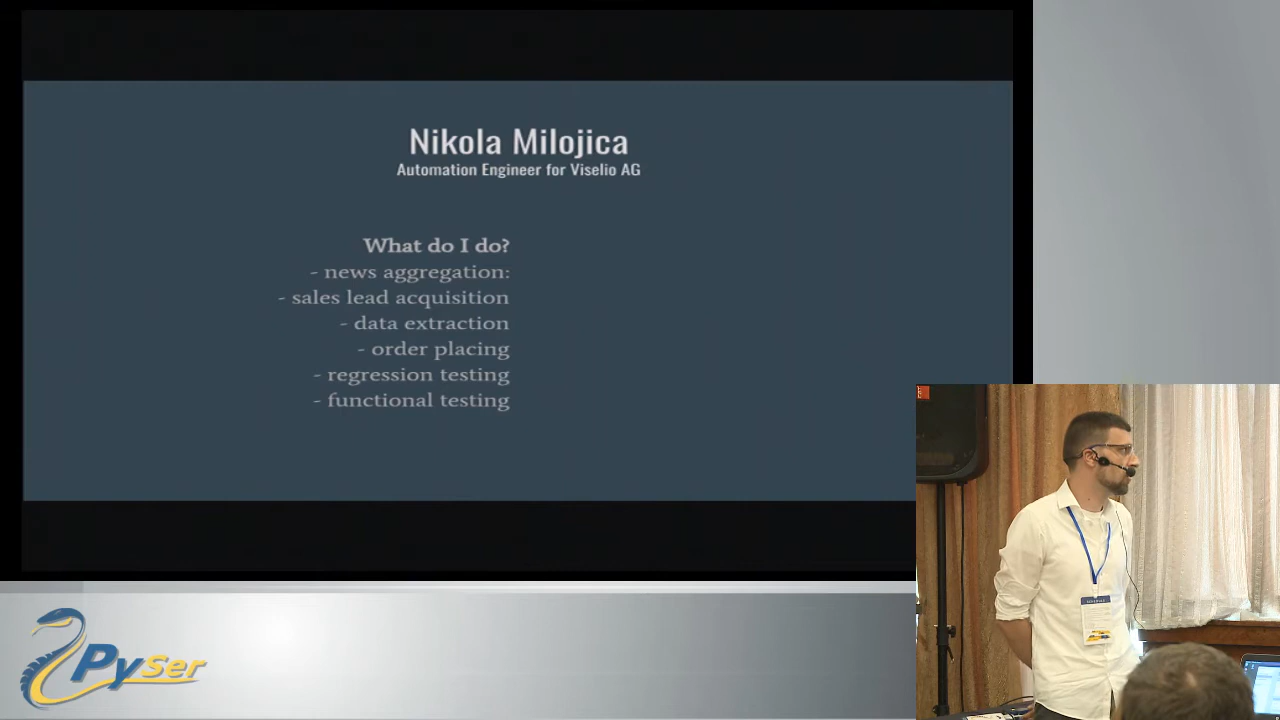 Nikola Milojica
Automation Engineer for Viselio AG
What do I do?
- news aggregation:
- sales lead acquisition
- data extraction
- order placing
- regression testing
- functional testing
PySer